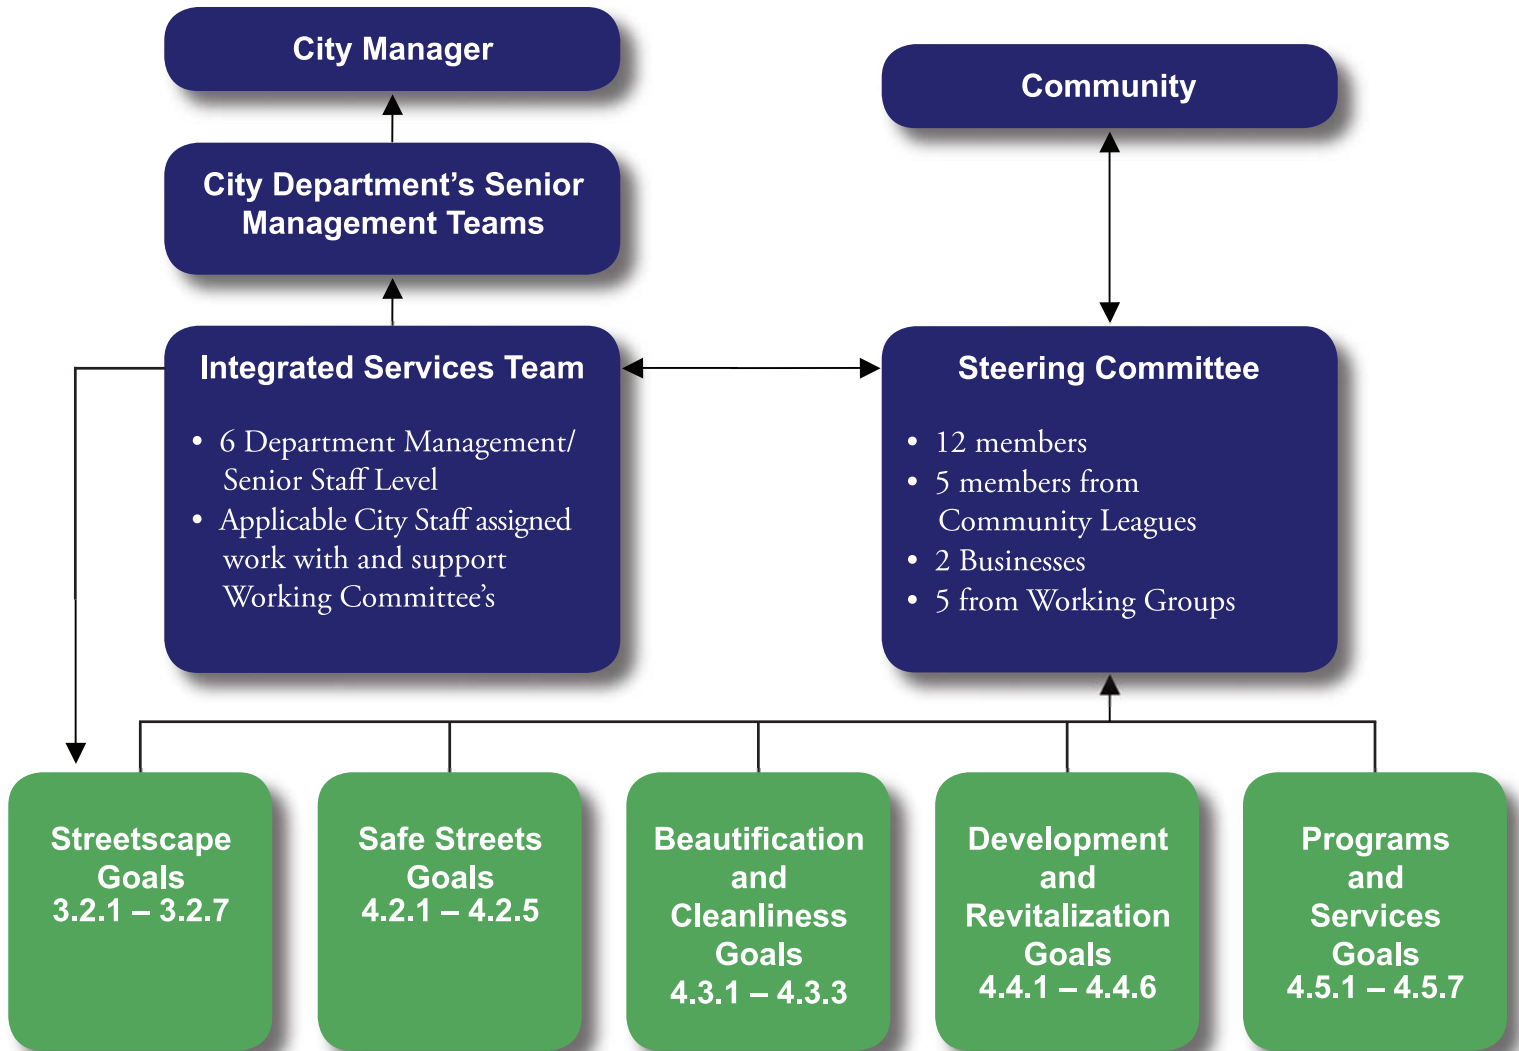 City Manager
Community
City Department’s Senior
Management Teams
Integrated Services Team
• 6 Department Management/
Senior Staff Level
• Applicable City Staff assigned
work with and support
Working Committee’s
Steering Committee
• 12 members
• 5 members from
Community Leagues
• 2 Businesses
• 5 from Working Groups
Streetscape
Goals
3.2.1 – 3.2.7
Safe Streets
Goals
4.2.1 – 4.2.5
Beautification
and
Cleanliness
Goals
4.3.1 – 4.3.3
Development
and
Revitalization
Goals
4.4.1 – 4.4.6
Programs
and
Services
Goals
4.5.1 – 4.5.7